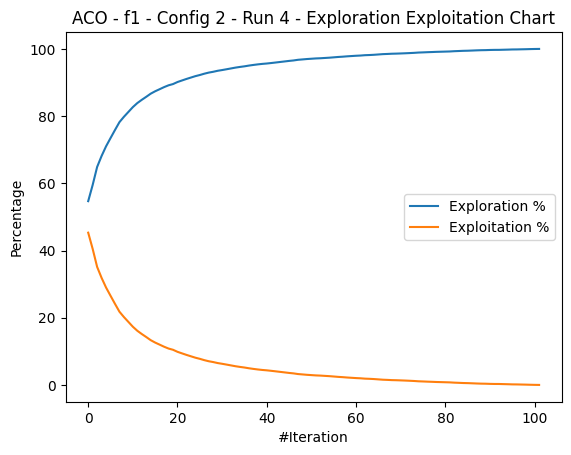 ACO - f1 - Config 2 - Run 4 - Exploration Exploitation Chart
100
80
60
40
20
0
Percentage
Exploration %
Exploitation %
0 20 40 60 80 100
#Iteration